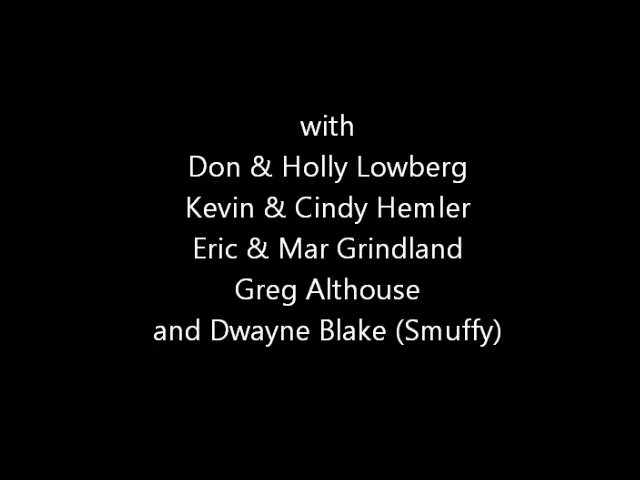 with
Don & Holly Lowberg
Kevin & Cindy Hemler
Eric & Mar Grindland
Greg Althouse
and Dwayne Blake (Smuffy)